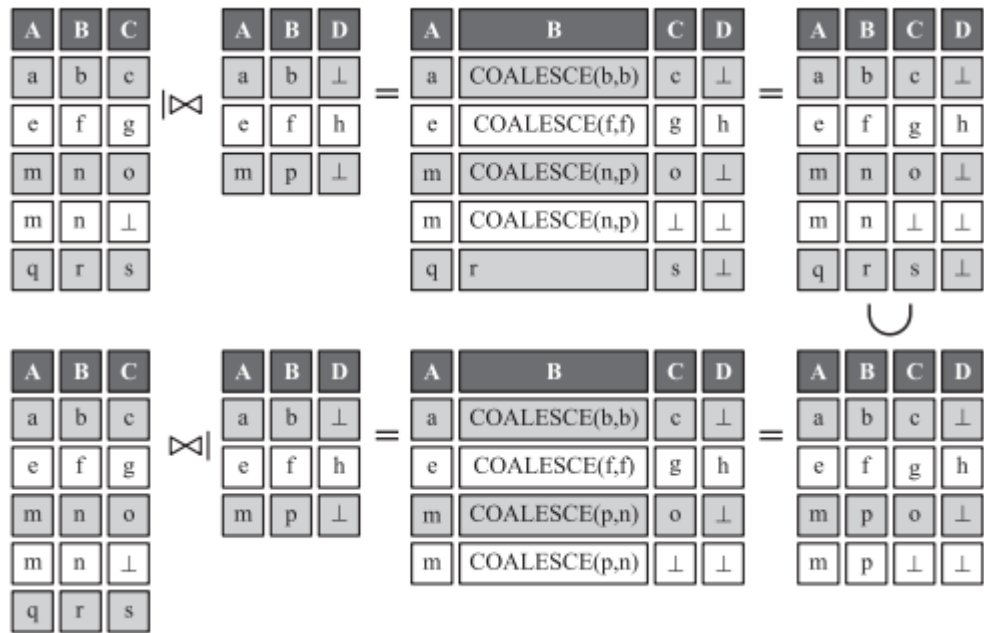 A B C A B D A B C D A B C D
a b c a b ⊥ a COALESCE(b,b) c ⊥ a b c ⊥
|⋈ = =
e f g e f h e COALESCE(f,f) g h e f g h
m n o m p ⊥ m COALESCE(n,p) o ⊥ m n o ⊥
m n ⊥ m COALESCE(n,p) ⊥ ⊥ m n ⊥ ⊥
q r s q r s ⊥ q r s ⊥
∪
A B C A B D A B C D A B C D
a b c a b ⊥ a COALESCE(b,b) c ⊥ a b c ⊥
⋈| = =
e f g e f h e COALESCE(f,f) g h e f g h
m n o m p ⊥ m COALESCE(p,n) o ⊥ m p o ⊥
m n ⊥ m COALESCE(p,n) ⊥ ⊥ m p ⊥ ⊥
q r s